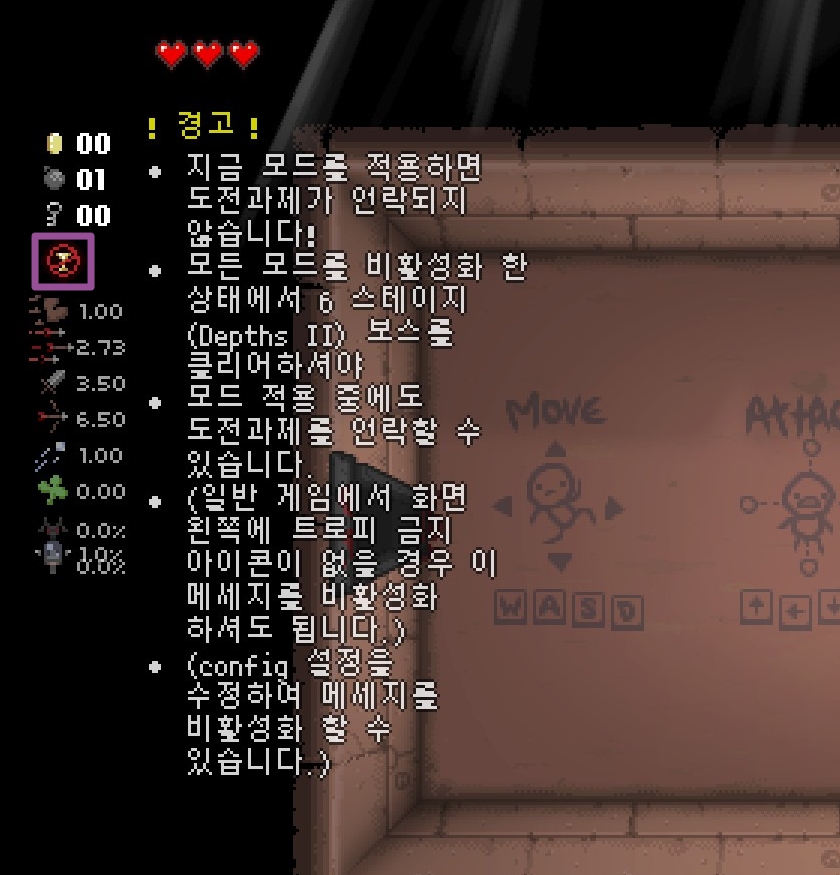 ! 경고 !
00
01
00
1.00
2.73
3.50
6.50
1.00
0.00
0.0%
0.0%
• 지금 모드를 적용하면
도전과제가 언락되지
않습니다!
• 모든 모드를 비활성화 한
상태에서 6 스테이지
(Depths II) 보스를
클리어하셔야
• 모드 적용 중에도
도전과제를 언락할 수
있습니다.
• (일반 게임에서 화면
왼쪽에 트로피 금지
아이콘이 없을 경우 이
메세지를 비활성화
하셔도 됩니다.)
• (config 설정을
수정하여 메세지를
비활성화 할 수
있습니다.)
MOVE
W A S D